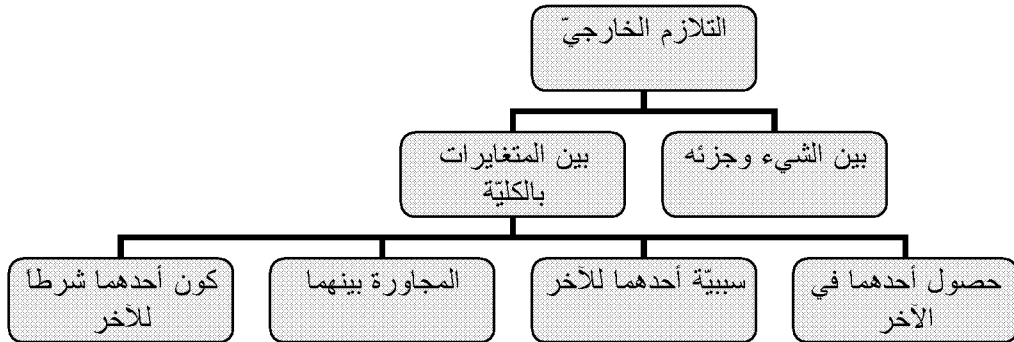 التلازم الخارجيّ
بين الشيء وجزئه
بين المتغايرات
بالكليّة
حصول أحدهما في
الآخر
سببيّة أحدهما للآخر
المجاورة بينهما
كون أحدهما شرطاً
للآخر